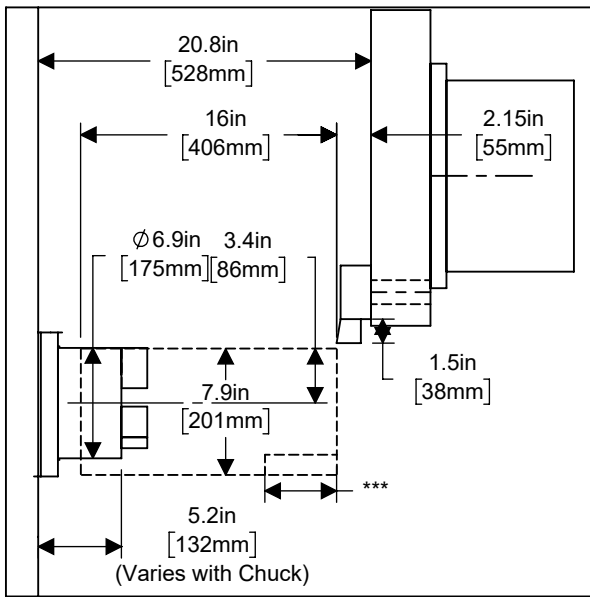 20.8in
[528mm]
16in
[406mm]
2.15in
[55mm]
∅6.9in
[175mm]
3.4in
[86mm]
7.9in
[201mm]
1.5in
[38mm]
***
5.2in
[132mm]
(Varies with Chuck)